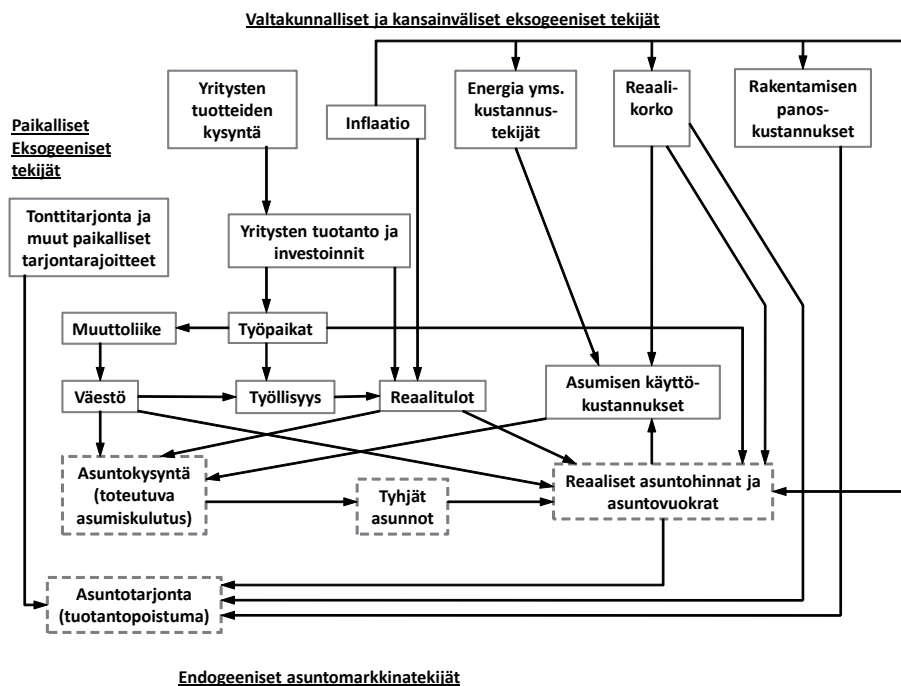 Valtakunnalliset ja kansainväliset eksogeeniset tekijät
Yritysten
tuotteiden
kysyntä
Inflaatio
Energia yms.
kustannus-
tekijät
Reaali-
korko
Rakentamisen
panos-
kustannukset
Paikalliset
Eksogeeniset
tekijät
Tonttitarjonta ja
muut paikalliset
tarjontarajoitteet
Yritysten tuotanto ja
investoinnit
Muuttoliike
Työpaikat
Väestö
Työllisyys
Reaalitulot
Asumisen käyttö-
kustannukset
Asuntokysyntä
(toteutuva
asumiskulutus)
Tyhjät
asunnot
Reaaliset asuntohinnat ja
asuntovuokrat
Asuntotarjonta
(tuotantopoistuma)
Endogeeniset asuntomarkkinatekijät